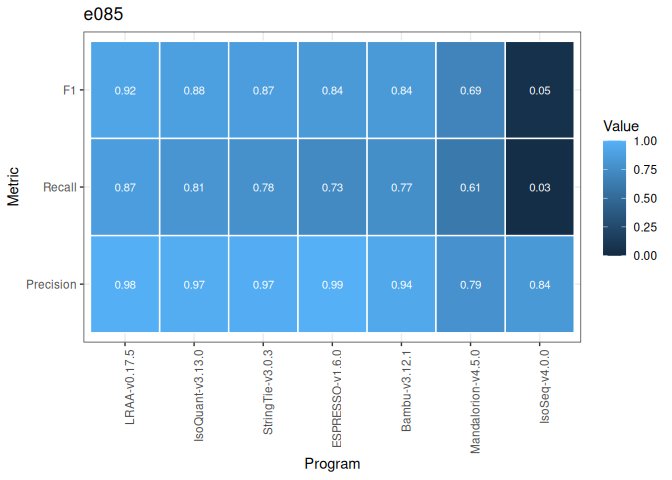 e085
Metric
F1
0.92 0.88 0.87 0.84 0.84 0.69 0.05
Recall
0.87 0.81 0.78 0.73 0.77 0.61 0.03
Precision
0.98 0.97 0.97 0.99 0.94 0.79 0.84
LRAA-v0.17.5
IsoQuant-v3.13.0
StringTie-v3.0.3
ESPRESSO-v1.6.0
Bambu-v3.12.1
Mandalorion-v4.5.0
IsoSeq-v4.0.0
Program
Value
1.00
0.75
0.50
0.25
0.00